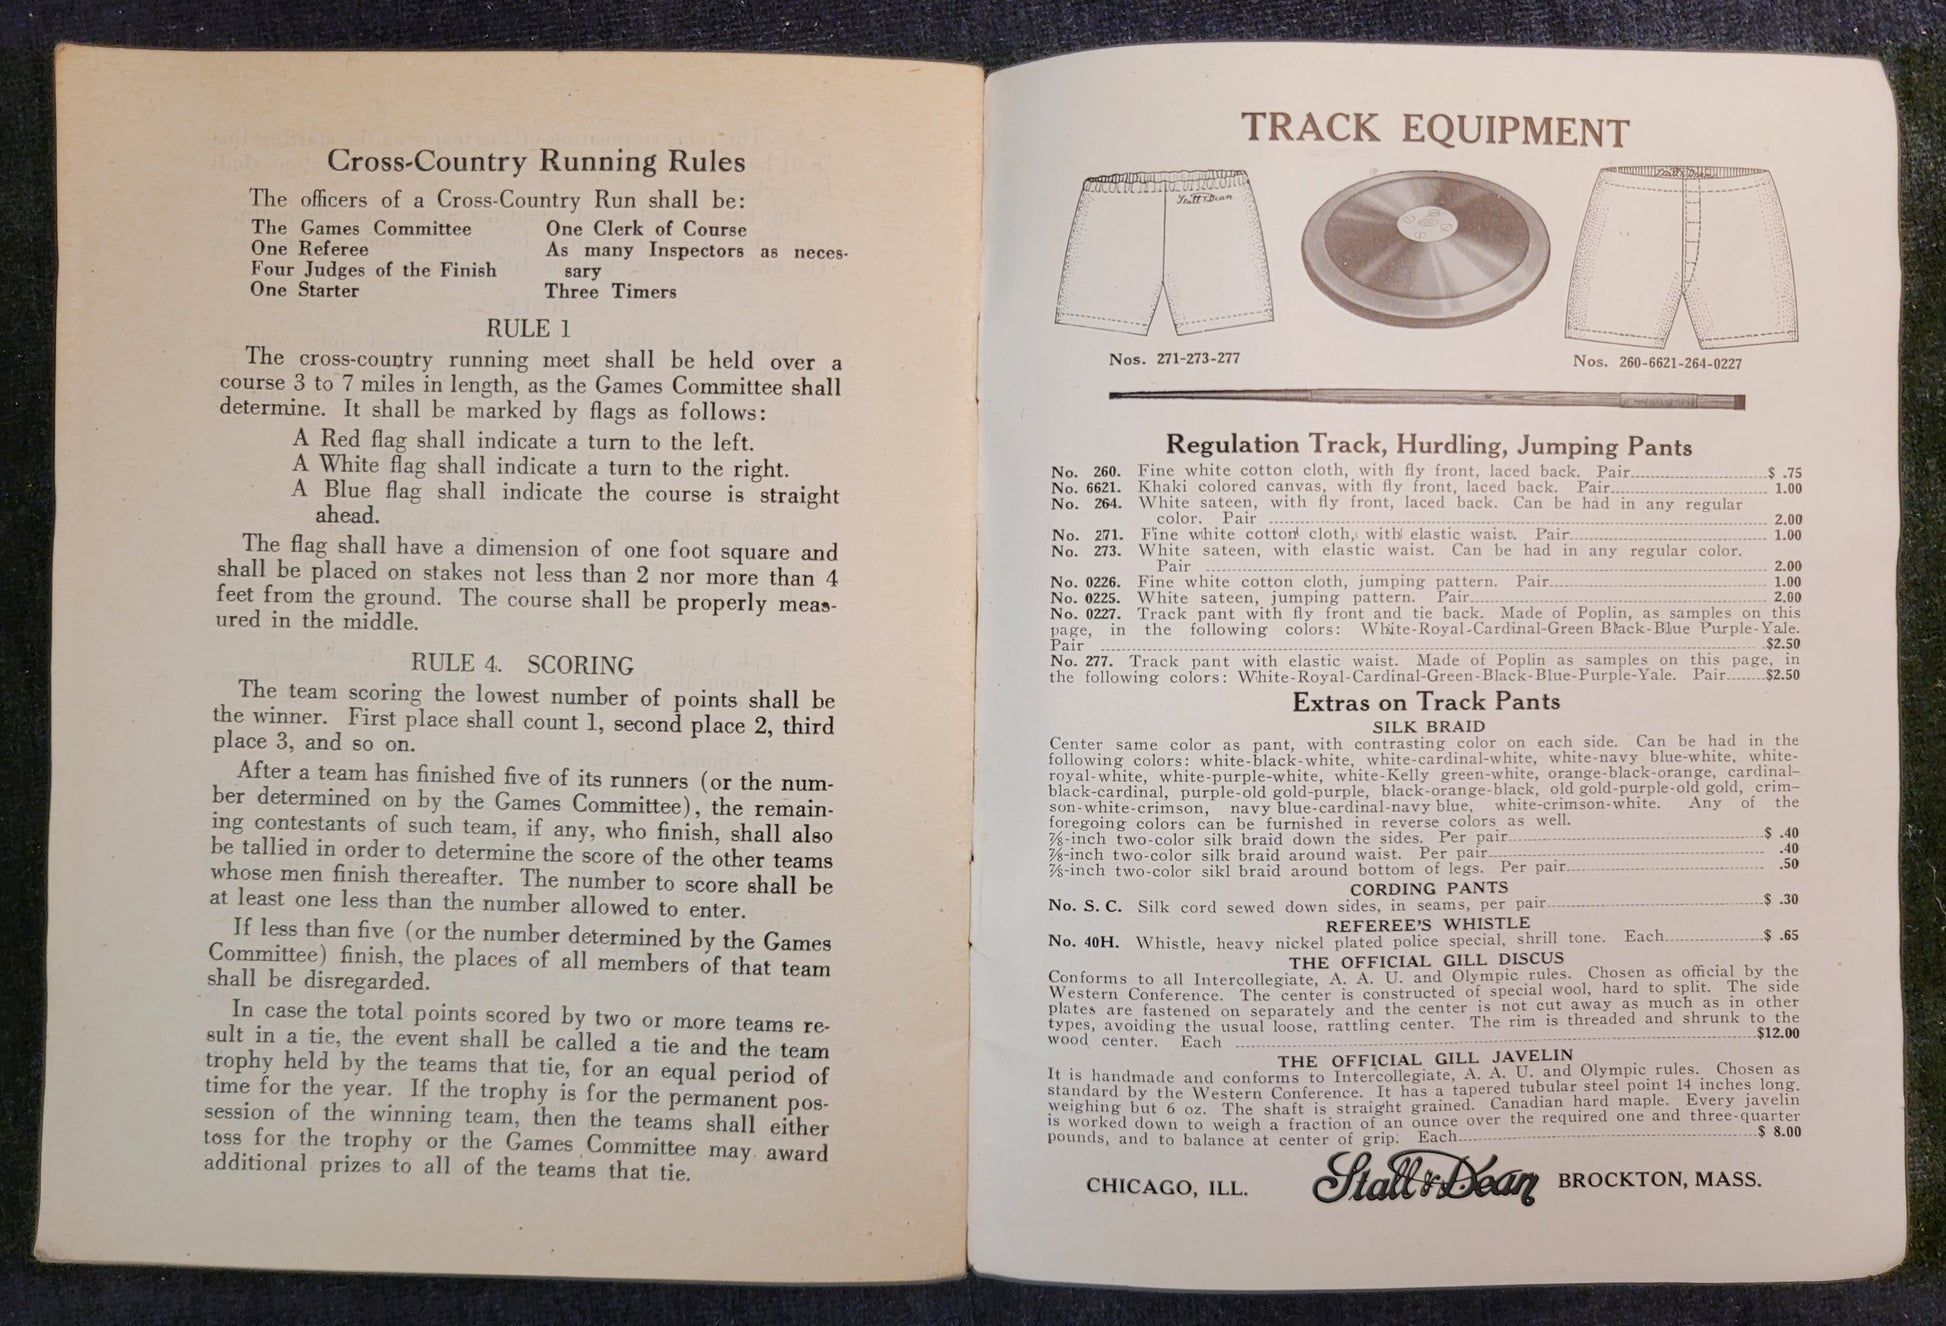 Cross-Country Running Rules
The officers of a Cross-Country Run shall be:
The Games Committee
One Referee
Four Judges of the Finish
One Starter
One Clerk of Course
As many Inspectors as neces-
sary
Three Timers
RULE 1
The cross-country running meet shall be held over a
course 3 to 7 miles in length, as the Games Committee shall
determine. It shall be marked by flags as follows:
A Red flag shall indicate a turn to the left.
A White flag shall indicate a turn to the right.
A Blue flag shall indicate the course is straight
ahead.
The flag shall have a dimension of one foot square and
shall be placed on stakes not less than 2 nor more than 4
feet from the ground. The course shall be properly meas-
ured in the middle.
RULE 4. SCORING
The team scoring the lowest number of points shall be
the winner. First place shall count 1, second place 2, third
place 3, and so on.
After a team has finished five of its runners (or the num-
ber determined on by the Games Committee), the remain-
ing contestants of such team, if any, who finish, shall also
be tallied in order to determine the score of the other teams
whose men finish thereafter. The number to score shall be
at least one less than the number allowed to enter.
If less than five (or the number determined by the Games
Committee) finish, the places of all members of that team
shall be disregarded.
In case the total points scored by two or more teams re-
sult in a tie, the event shall be called a tie and the team
trophy held by the teams that tie, for an equal period of
time for the year. If the trophy is for the permanent pos-
session of the winning team, then the teams shall either
toss for the trophy or the Games Committee may award
additional prizes to all of the teams that tie.
TRACK EQUIPMENT
Stall & Dean
Stall & Dean
Nos. 271-273-277
Nos. 260-6621-264-0227
Regulation Track, Hurdling, Jumping Pants
No. 260. Fine white cotton cloth, with fly front, laced back. Pair $ .75
No. 6621. Khaki colored canvas, with fly front, laced back. Pair 1.00
No. 264. White sateen, with fly front, laced back. Can be had in any regular
color. Pair 2.00
No. 271. Fine white cotton cloth, with elastic waist. Pair 1.00
No. 273. White sateen, with elastic waist. Can be had in any regular color.
Pair 2.00
No. 0226. Fine white cotton cloth, jumping pattern. Pair 1.00
No. 0225. White sateen, jumping pattern. Pair 2.00
No. 0227. Track pant with fly front and tie back. Made of Poplin, as samples on this
page, in the following colors: White-Royal-Cardinal-Green Black-Blue Purple-Yale.
Pair $2.50
No. 277. Track pant with elastic waist. Made of Poplin as samples on this page, in
the following colors: White-Royal-Cardinal-Green-Black-Blue-Purple-Yale. Pair $2.50
Extras on Track Pants
SILK BRAID
Center same color as pant, with contrasting color on each side. Can be had in the
following colors: white-black-white, white-cardinal-white, white-navy blue-white, white-
royal-white, white-purple-white, white-Kelly green-white, orange-black-orange, cardinal-
black-cardinal, purple-old gold-purple, black-orange-black, old gold-purple-old gold, crim-
son-white-crimson, navy blue-cardinal-navy blue, white-crimson-white. Any of the
foregoing colors can be furnished in reverse colors as well.
⅞-inch two-color silk braid down the sides. Per pair $ .40
⅞-inch two-color silk braid around waist. Per pair .40
⅞-inch two-color sikl braid around bottom of legs. Per pair .50
CORDING PANTS
No. S. C. Silk cord sewed down sides, in seams, per pair $ .30
REFEREE'S WHISTLE
No. 40H. Whistle, heavy nickel plated police special, shrill tone. Each $ .65
THE OFFICIAL GILL DISCUS
Conforms to all Intercollegiate, A. A. U. and Olympic rules. Chosen as official by the
Western Conference. The center is constructed of special wool, hard to split. The side
plates are fastened on separately and the center is not cut away as much as in other
types, avoiding the usual loose, rattling center. The rim is threaded and shrunk to the
wood center. Each $12.00
THE OFFICIAL GILL JAVELIN
It is handmade and conforms to Intercollegiate, A. A. U. and Olympic rules. Chosen as
standard by the Western Conference. It has a tapered tubular steel point 14 inches long.
weighing but 6 oz. The shaft is straight grained. Canadian hard maple. Every javelin
is worked down to weigh a fraction of an ounce over the required one and three-quarter
pounds, and to balance at center of grip. Each $ 8.00
CHICAGO, ILL. Stall & Dean BROCKTON, MASS.